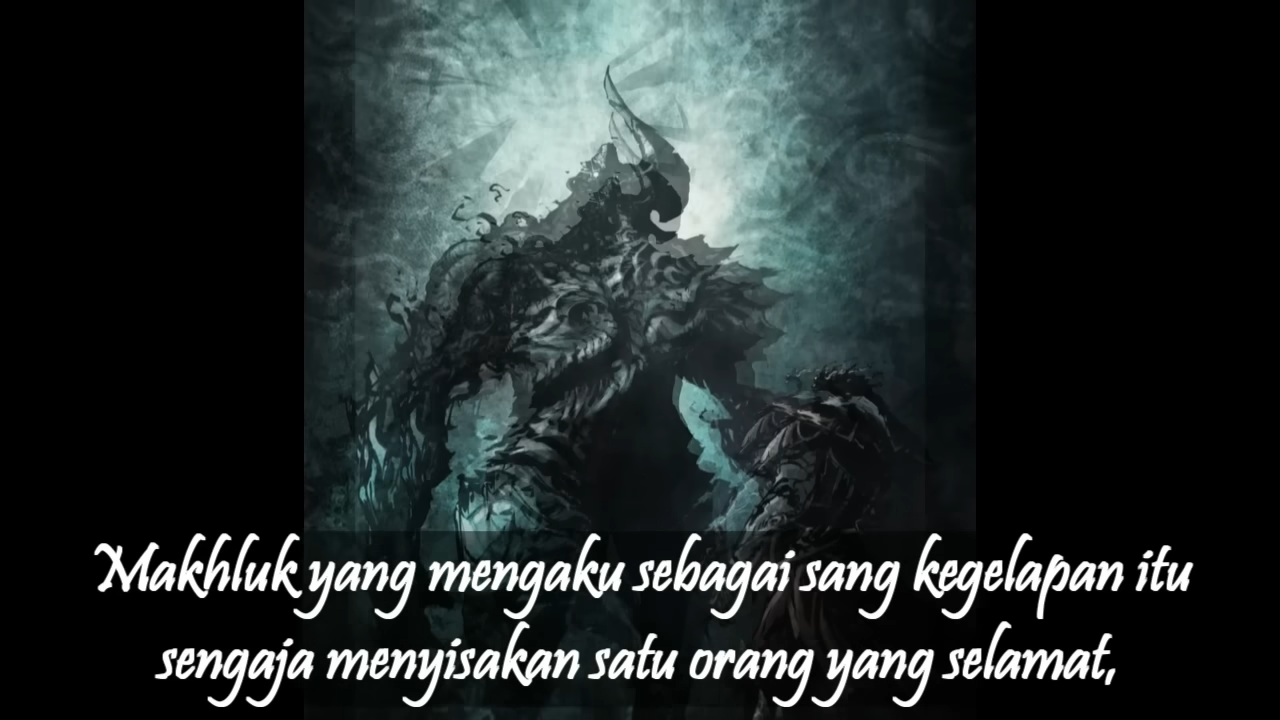 Makhluk yang mengaku sebagai sang kegelapan itu
sengaja menyisakan satu orang yang selamat,